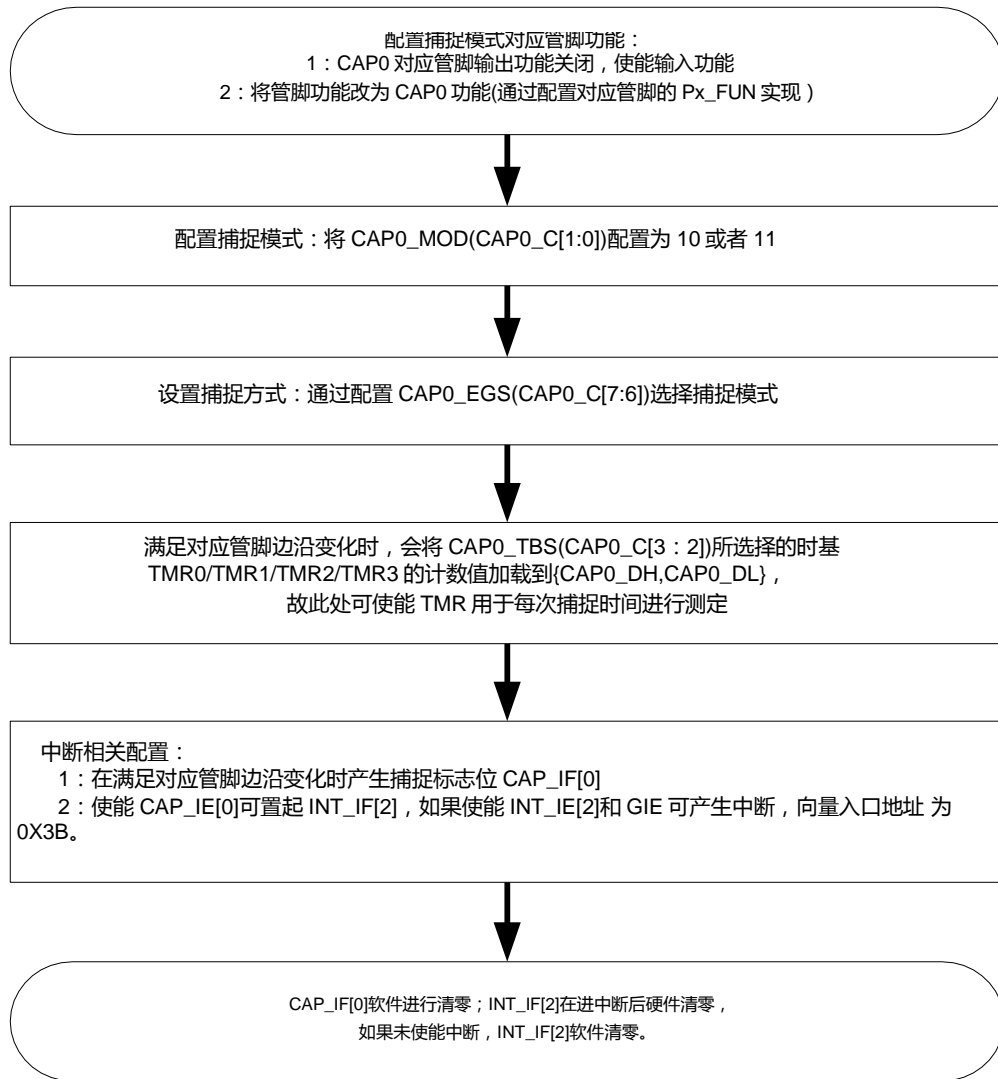 配置捕捉模式对应管脚功能：
1：CAP0 对应管脚输出功能关闭，使能输入功能
2：将管脚功能改为 CAP0 功能(通过配置对应管脚的 Px_FUN 实现 )
配置捕捉模式：将 CAP0_MOD(CAP0_C[1:0])配置为 10 或者 11
设置捕捉方式：通过配置 CAP0_EGS(CAP0_C[7:6])选择捕捉模式
满足对应管脚边沿变化时，会将 CAP0_TBS(CAP0_C[3：2])所选择的时基
TMR0/TMR1/TMR2/TMR3 的计数值加载到{CAP0_DH,CAP0_DL}，
故此处可使能 TMR 用于每次捕捉时间进行测定
中断相关配置：
1：在满足对应管脚边沿变化时产生捕捉标志位 CAP_IF[0]
2：使能 CAP_IE[0]可置起 INT_IF[2]，如果使能 INT_IE[2]和 GIE 可产生中断，向量入口地址 为
0X3B。
CAP_IF[0]软件进行清零；INT_IF[2]在进中断后硬件清零，
如果未使能中断，INT_IF[2]软件清零。